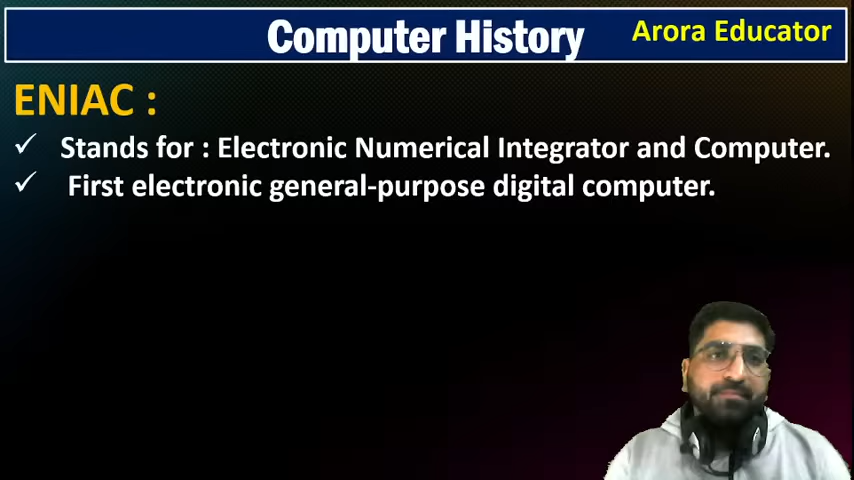 Computer History
Arora Educator
ENIAC :
✓ Stands for : Electronic Numerical Integrator and Computer.
✓ First electronic general-purpose digital computer.